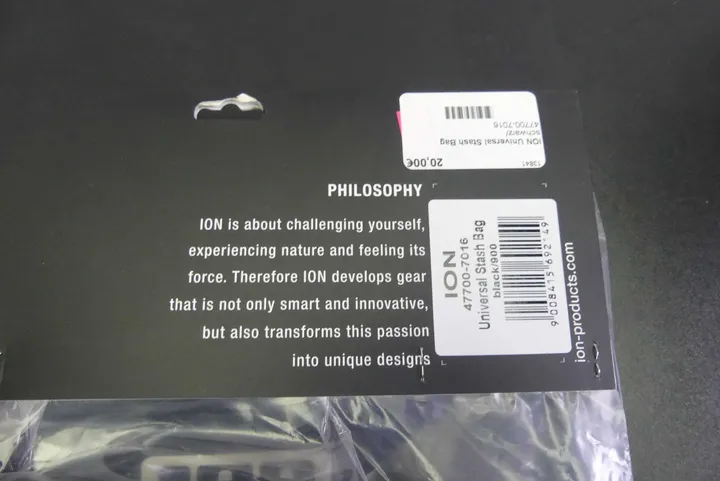 ION Universal Stash Bag
schwarz/
47700-7016
13841
20,00€
PHILOSOPHY
ION is about challenging yourself,
experiencing nature and feeling its
force. Therefore ION develops gear
that is not only smart and innovative,
but also transforms this passion
into unique designs
ION
47700-7016
Universal Stash Bag
black/900
9008415692149
ion-products.com